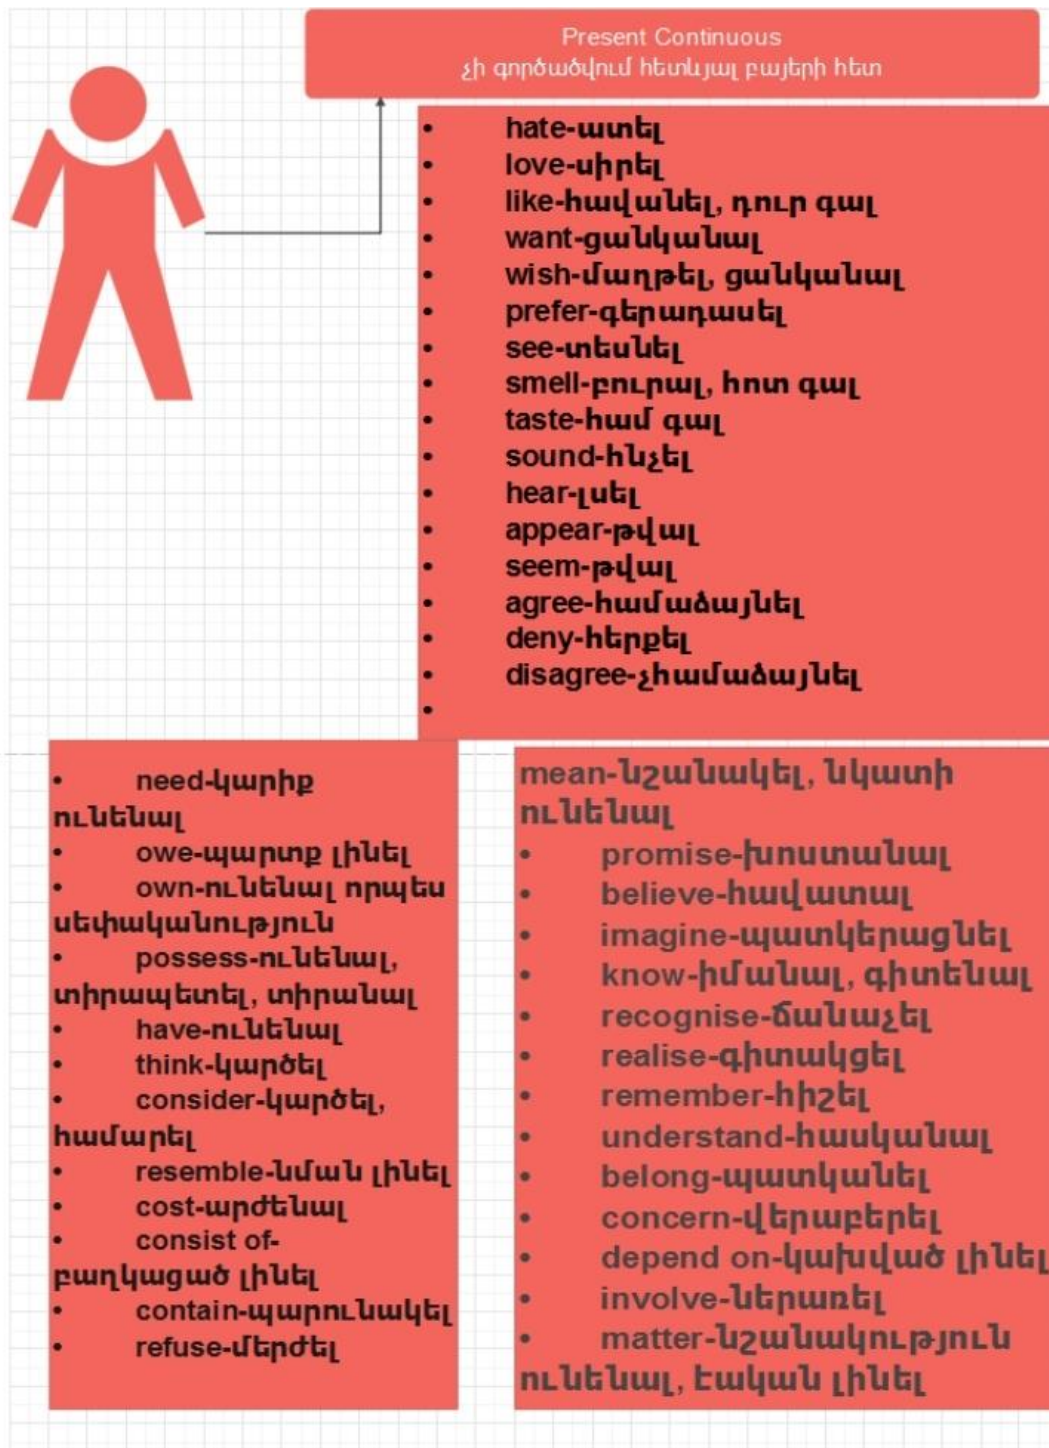 Present Continuous
չի գործածվում հետևյալ բայերի հետ
• hate-ատել
• love-սիրել
• like-հավանել, դուր գալ
• want-ցանկանալ
• wish-մաղթել, ցանկանալ
• prefer-գերադասել
• see-տեսնել
• smell-բուրալ, հոտ գալ
• taste-համ գալ
• sound-հնչել
• hear-լսել
• appear-թվալ
• seem-թվալ
• agree-համաձայնել
• deny-հերքել
• disagree-չհամաձայնել
•
• need-կարիք
ունենալ
• owe-պարտք լինել
• own-ունենալ որպես
սեփականություն
• possess-ունենալ,
տիրապետել, տիրանալ
• have-ունենալ
• think-կարծել
• consider-կարծել,
համարել
• resemble-նման լինել
• cost-արժենալ
• consist of-
բաղկացած լինել
• contain-պարունակել
• refuse-մերժել
mean-նշանակել, նկատի
ունենալ
• promise-խոստանալ
• believe-հավատալ
• imagine-պատկերացնել
• know-իմանալ, գիտենալ
• recognise-ճանաչել
• realise-գիտակցել
• remember-հիշել
• understand-հասկանալ
• belong-պատկանել
• concern-վերաբերել
• depend on-կախված լինել
• involve-ներառել
• matter-նշանակություն
ունենալ, էական լինել